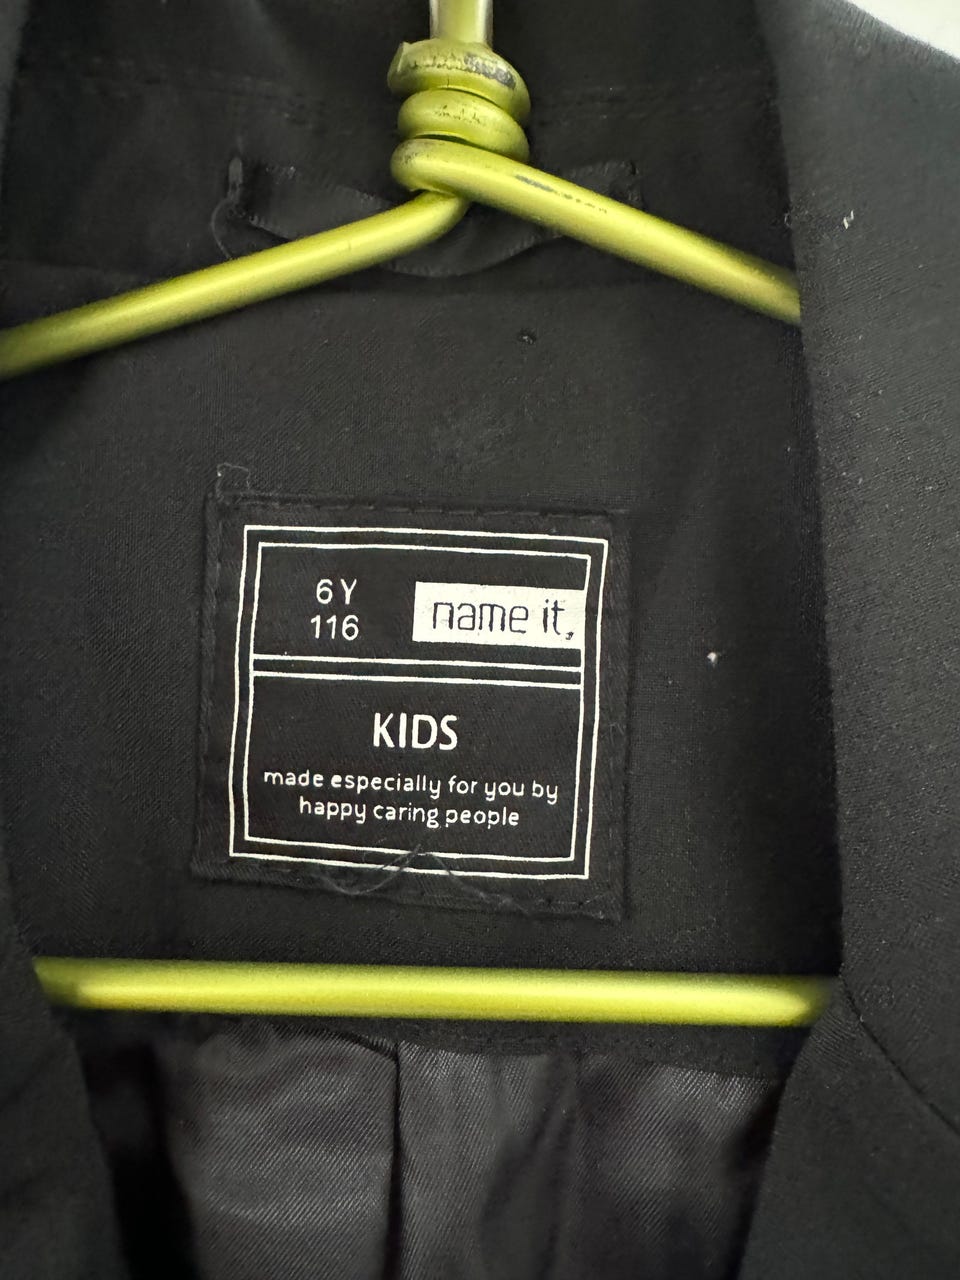 6Y
116
name it.
KIDS
made especially for you by
happy caring people